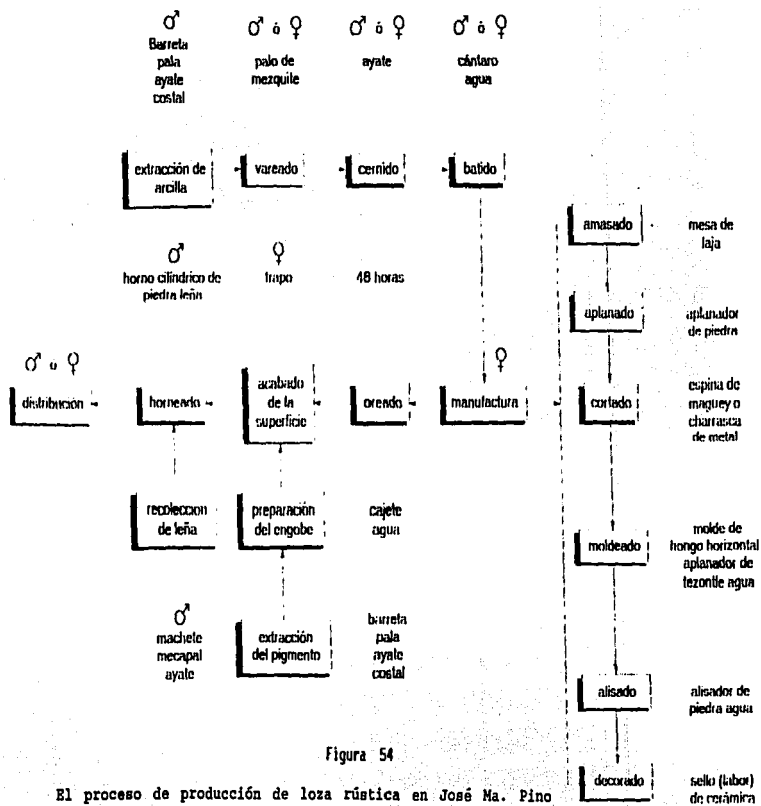 ♂
Barreta
pala
ayate
costal
♂ ó ♀
palo de
mezquite
♂ ó ♀
ayate
♂ ó ♀
cántaro
agua
extracción de
arcilla
vareado
cernido
batido
amasado
mesa de
laja
♂
horno cilíndrico de
piedra leña
♀
trapo
48 horas
aplanado
aplanador
de piedra
♂ o ♀
distribución
horneado
acabado
de la
superficie
oreado
♀
manufactura
cortado
espina de
maguey o
charrasca
de metal
recoleccion
de leña
preparación
del engobe
cajete
agua
moldeado
molde de
hongo horizontal
aplanador de
tezontle agua
♂
machete
mecapal
ayate
extracción
del pigmento
barreta
pala
ayate
costal
alisado
alisador de
piedra agua
decorado
sello (labor)
de cerámica
Figura 54
El proceso de producción de loza rústica en José Ma. Pino